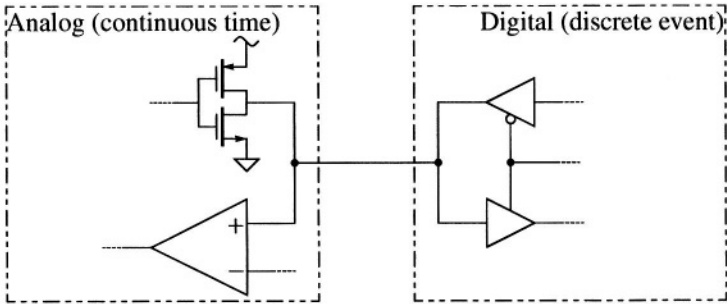 Analog (continuous time)
Digital (discrete event)
+
−